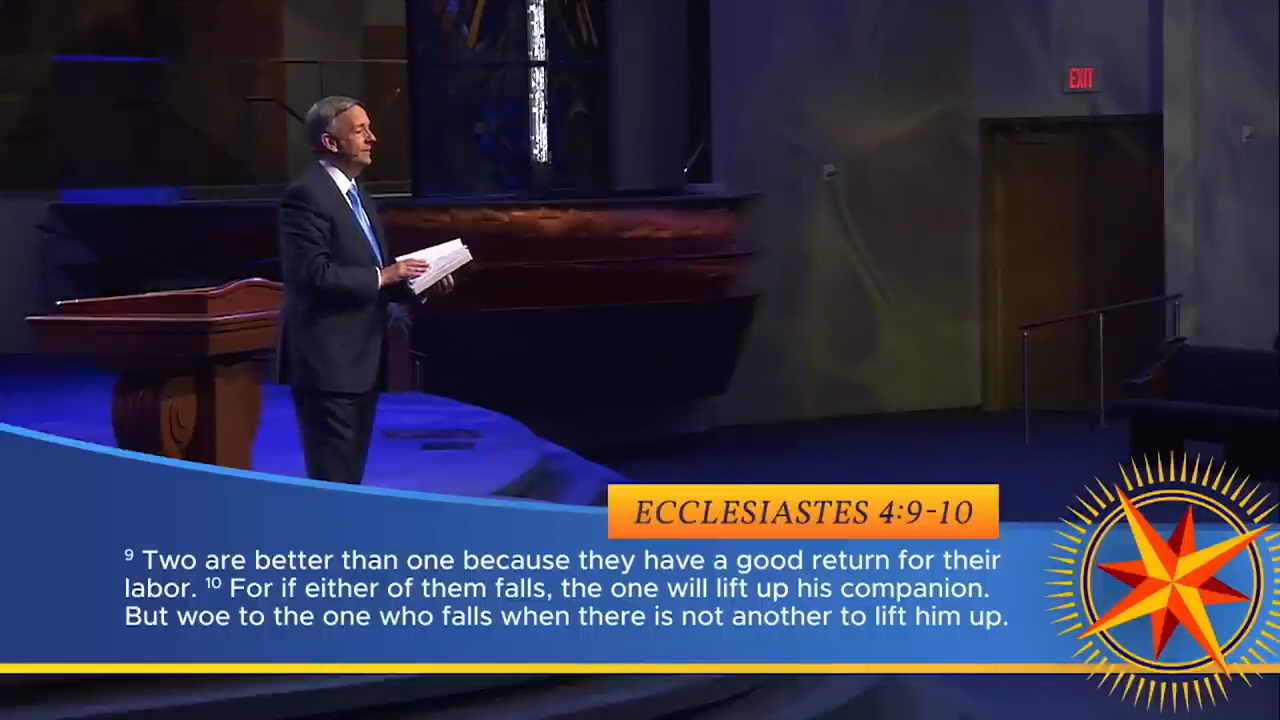 EXIT
ECCLESIASTES 4:9-10
⁹ Two are better than one because they have a good return for their
labor. ¹⁰ For if either of them falls, the one will lift up his companion.
But woe to the one who falls when there is not another to lift him up.